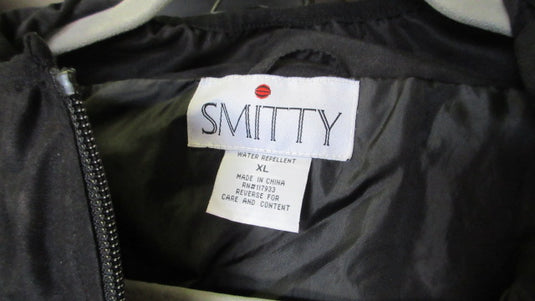 SMITTY
WATER REPELLENT
XL
MADE IN CHINA
RN#117933
REVERSE FOR
CARE AND CONTENT